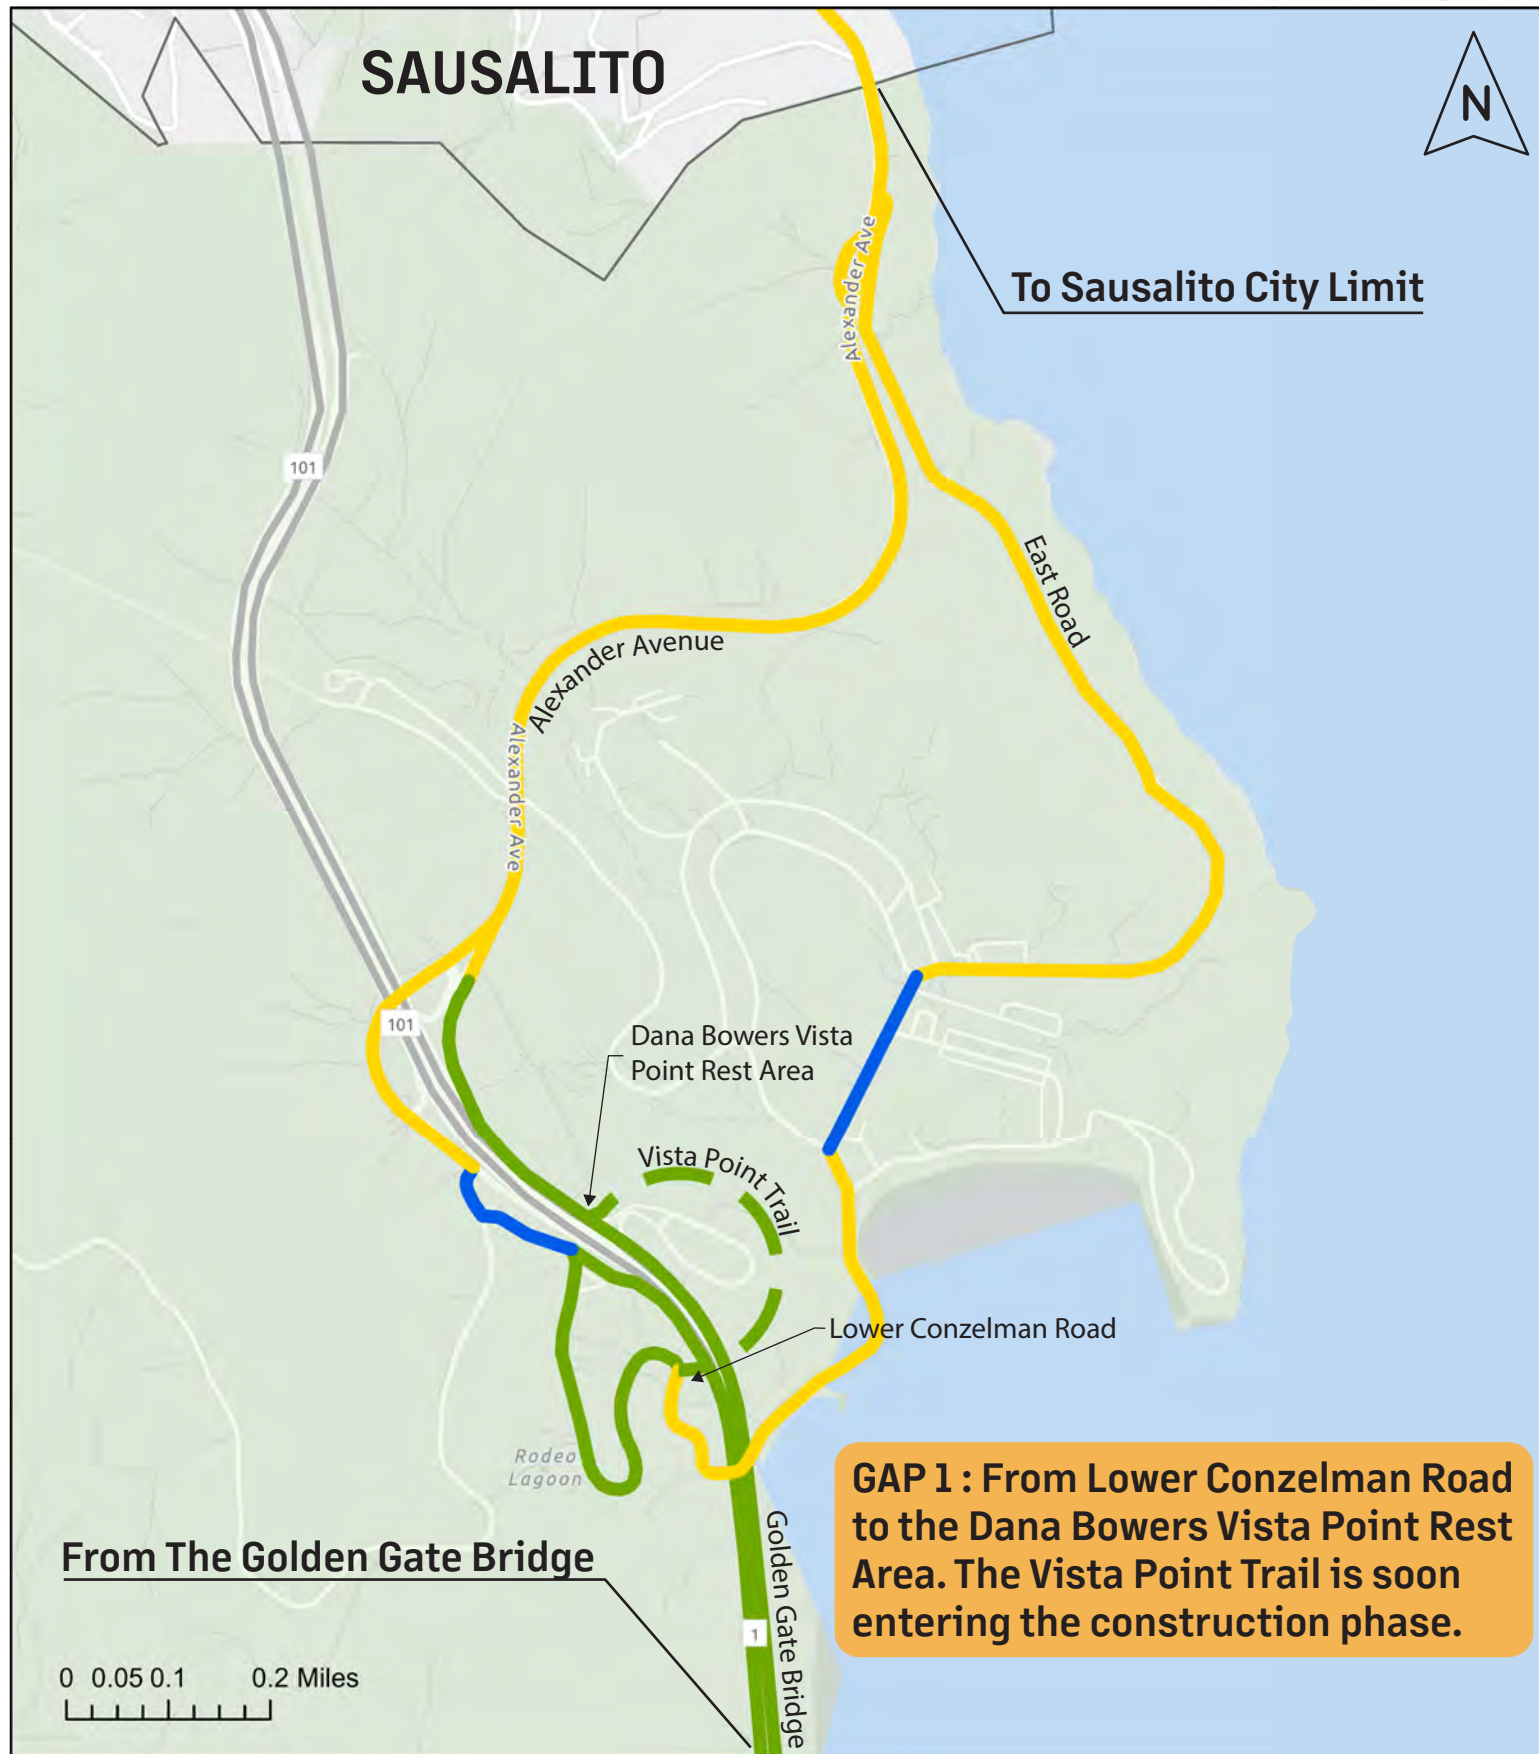 SAUSALITO
N
To Sausalito City Limit
Alexander Ave
101
East Road
Alexander Avenue
Alexander Ave
101
Dana Bowers Vista
Point Rest Area
Vista Point Trail
Lower Conzelman Road
Rodeo
Lagoon
GAP 1 : From Lower Conzelman Road
to the Dana Bowers Vista Point Rest
Area. The Vista Point Trail is soon
entering the construction phase.
From The Golden Gate Bridge
Golden Gate Bridge
1
0 0.05 0.1 0.2 Miles